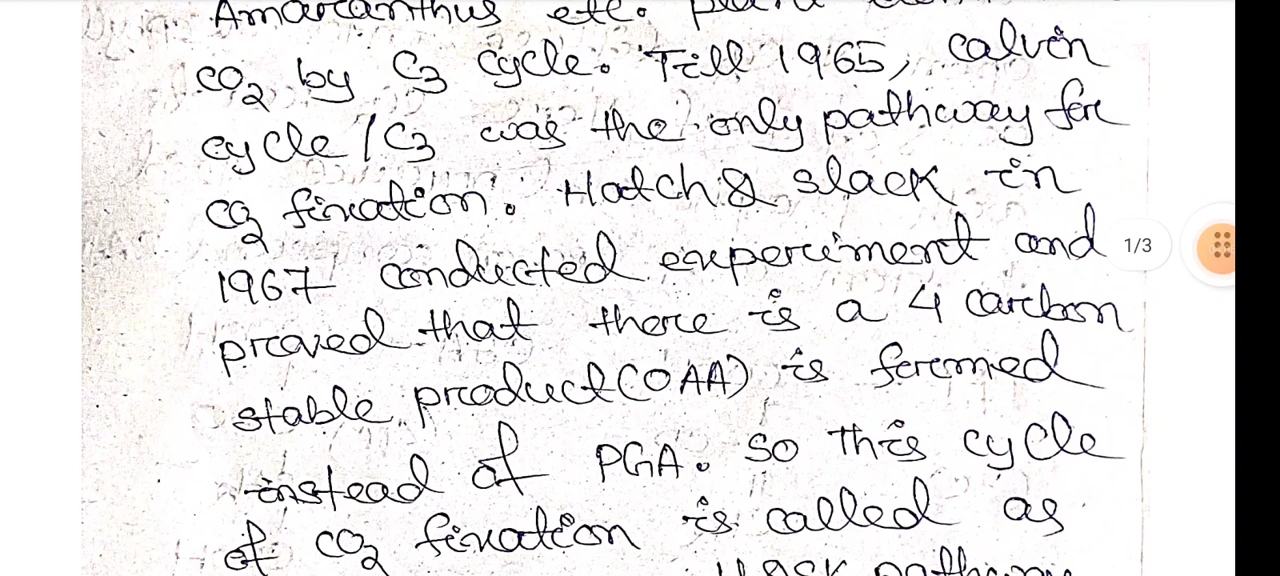 Amarcanthus etc.
CO2 by C3 cycle. Till 1965, calvin
cycle / C3 was the only pathway for
CO2 fixation. Hatch & slack in
1967 conducted experiment and
proved that there is a 4 carbon
stable product (OAA) is formed
instead of PGA. So this cycle
of CO2 fixation is called as
pathway
1/3